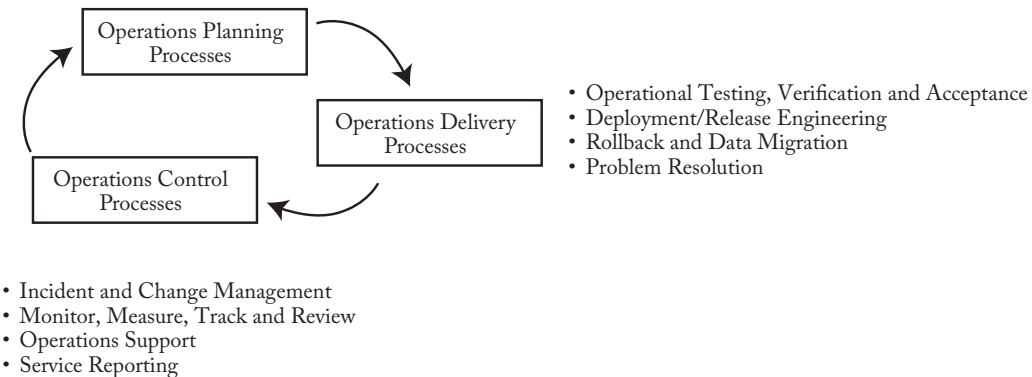 Operations Planning
Processes
Operations Delivery
Processes
• Operational Testing, Verification and Acceptance
• Deployment/Release Engineering
• Rollback and Data Migration
• Problem Resolution
Operations Control
Processes
• Incident and Change Management
• Monitor, Measure, Track and Review
• Operations Support
• Service Reporting